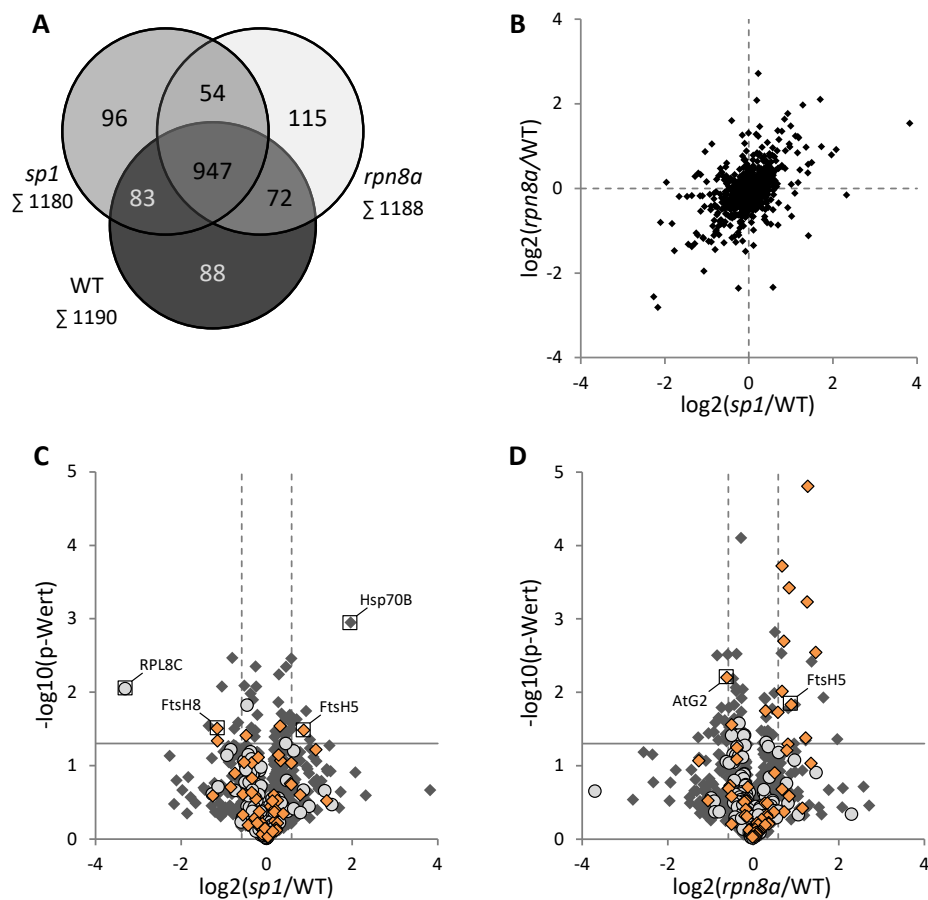 A
54
96
115
947
sp1
rpn8a
∑ 1180
83
72
∑ 1188
WT
88
∑ 1190
B
4
2
0
-2
-4
log2(rpn8a/WT)
-4 -2 0 2 4
log2(sp1/WT)
C
5
4
3
2
1
0
-log10(p-Wert)
Hsp70B
RPL8C
FtsH8
FtsH5
-4 -2 0 2 4
log2(sp1/WT)
D
5
4
3
2
1
0
-log10(p-Wert)
AtG2
FtsH5
-4 -2 0 2 4
log2(rpn8a/WT)